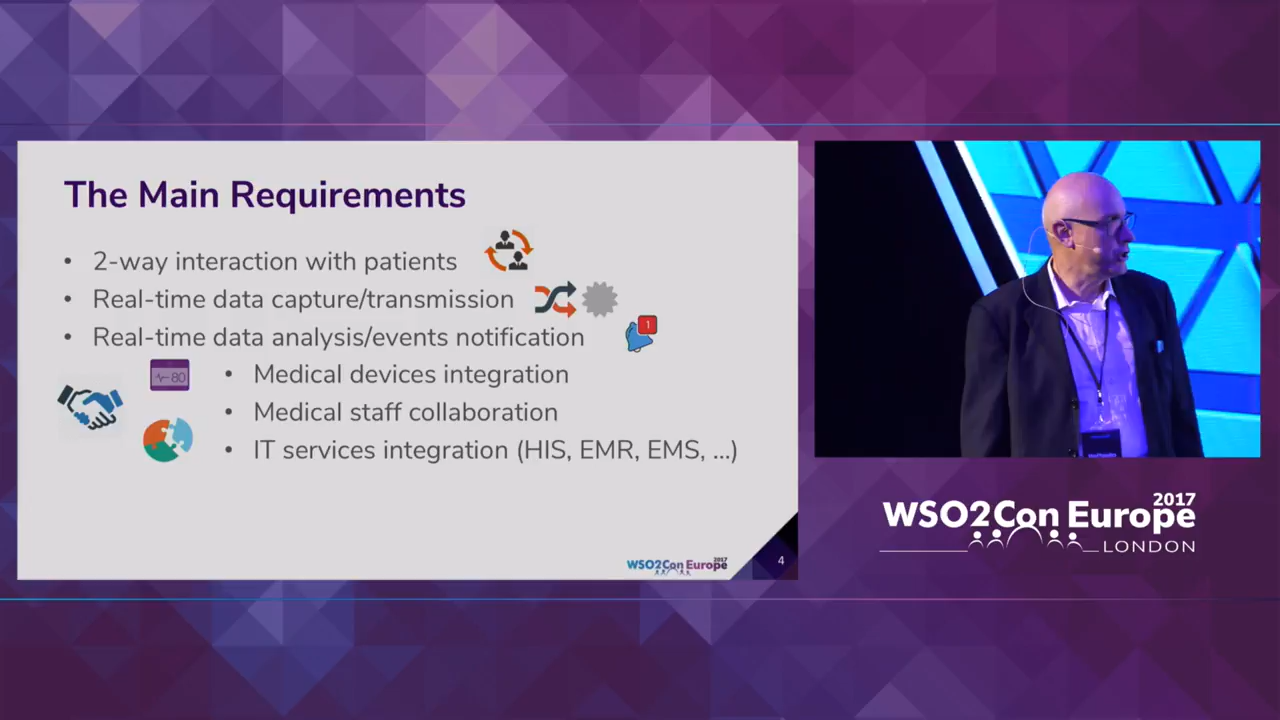 The Main Requirements
• 2-way interaction with patients
• Real-time data capture/transmission
• Real-time data analysis/events notification
1
80
• Medical devices integration
• Medical staff collaboration
• IT services integration (HIS, EMR, EMS, ...)
WSO2Con Europe 2017
4
WSO2Con Europe 2017
LONDON